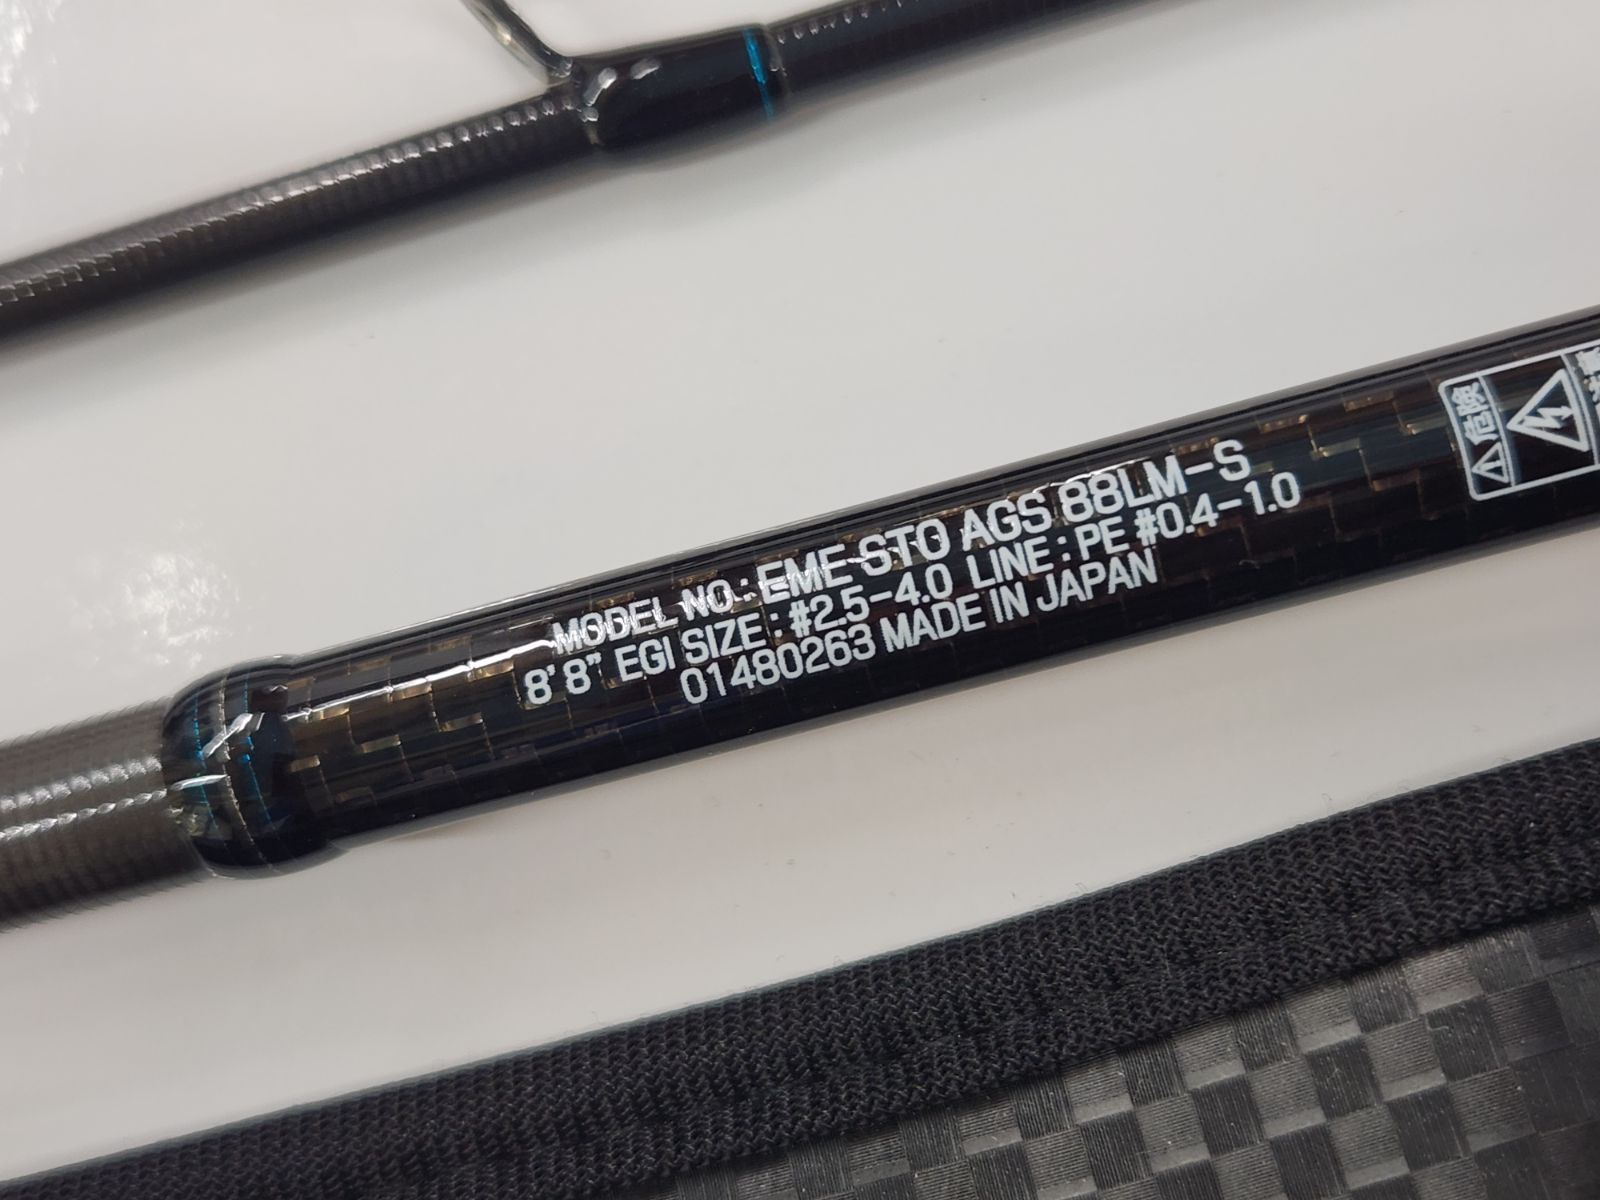 MODEL NO.: EME STO AGS 88LM-S
8' 8" EGI SIZE : #2.5-4.0 LINE : PE #0.4-1.0
01480263 MADE IN JAPAN
⚠危険